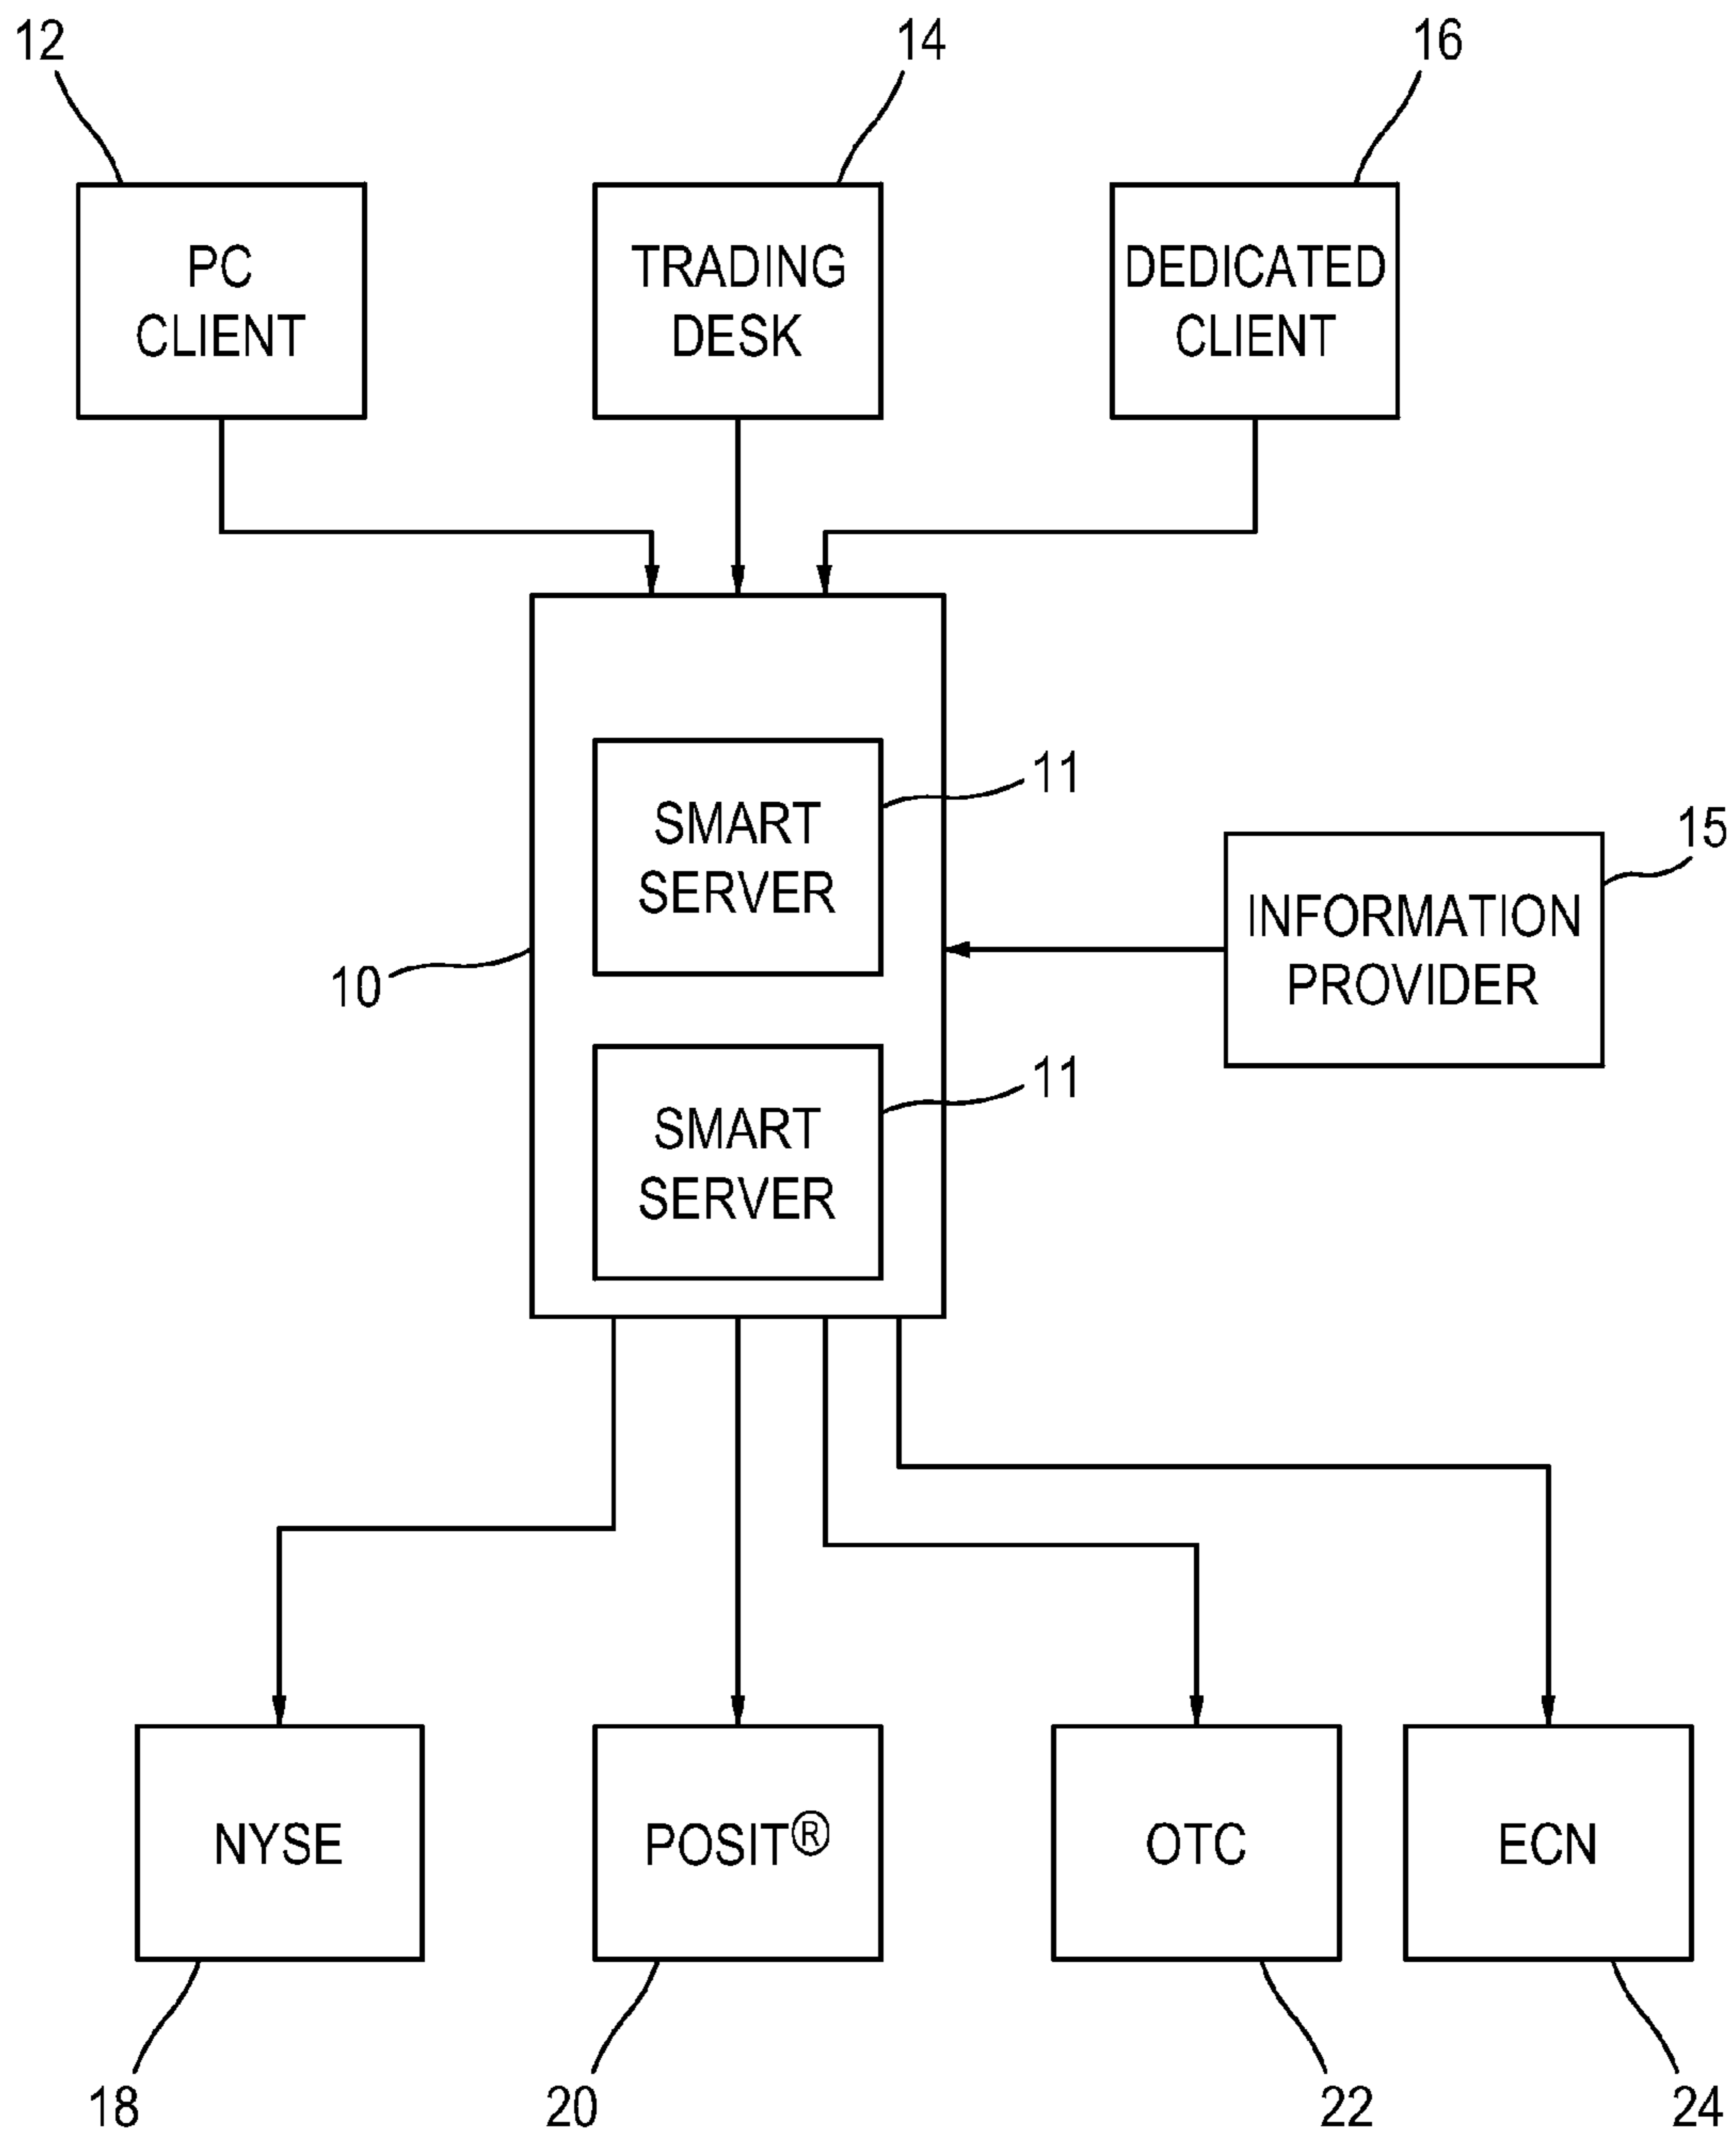 12
14
16
PC
CLIENT
TRADING
DESK
DEDICATED
CLIENT
11
SMART
SERVER
15
INFORMATION
PROVIDER
10
11
SMART
SERVER
NYSE
POSIT®
OTC
ECN
18
20
22
24